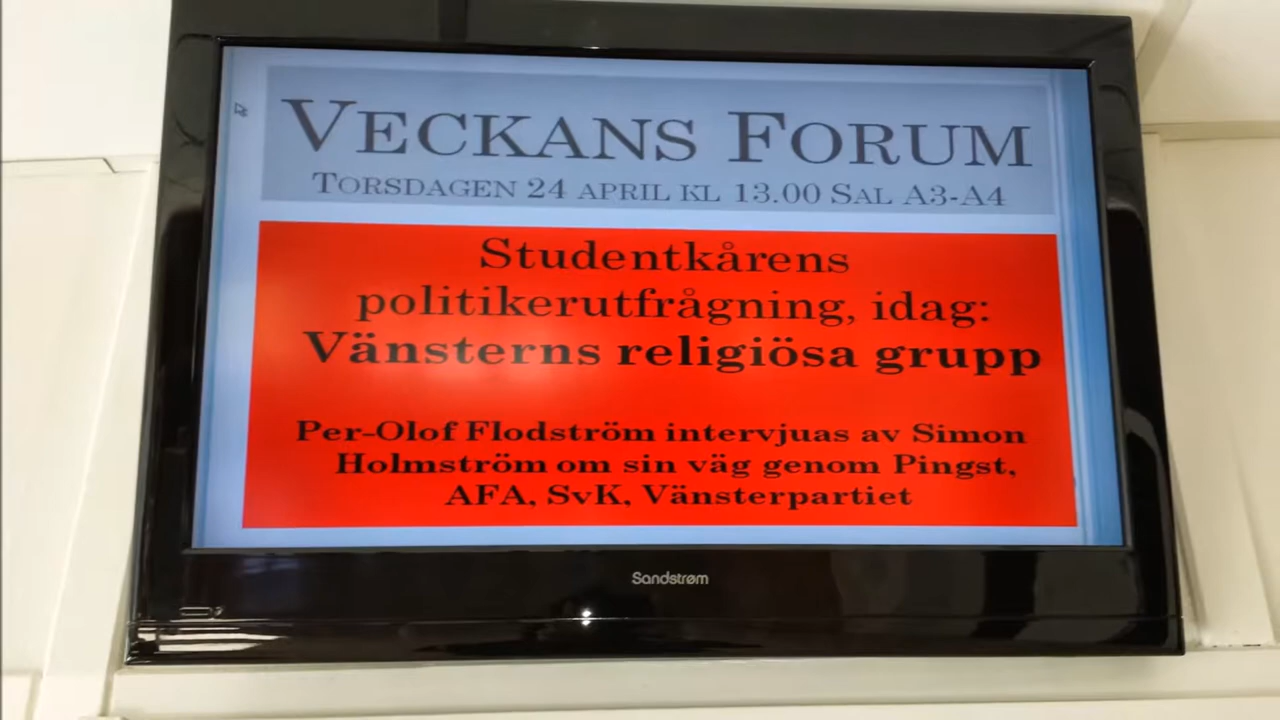 VECKANS FORUM
TORSDAGEN 24 APRIL KL 13.00 SAL A3-A4
Studentkårens
politikerutfrågning, idag:
Vänsterns religiösa grupp
Per-Olof Flodström intervjuas av Simon
Holmström om sin väg genom Pingst,
AFA, SvK, Vänsterpartiet
Sandstrøm